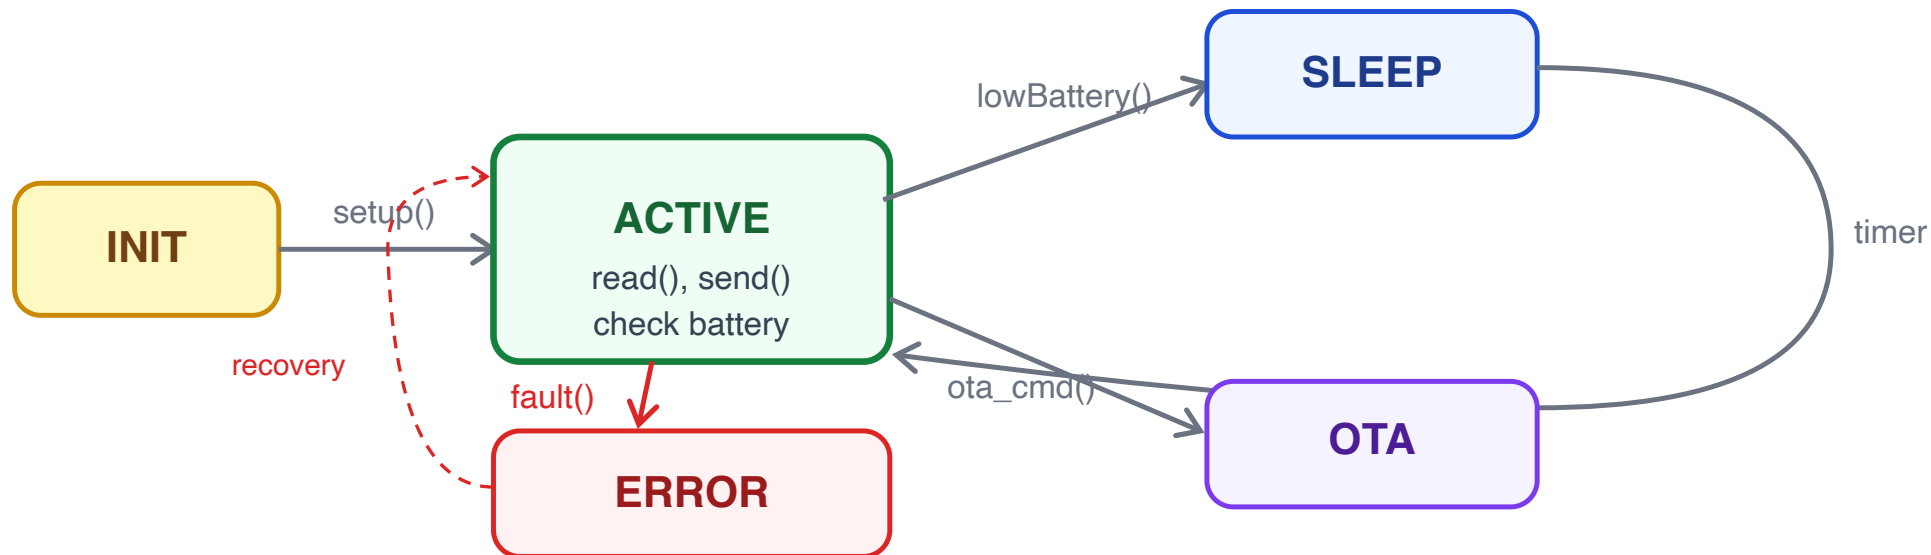 SLEEP
lowBattery()
INIT
setup()
ACTIVE
read(), send()
check battery
timer
recovery
fault()
ota_cmd()
OTA
ERROR